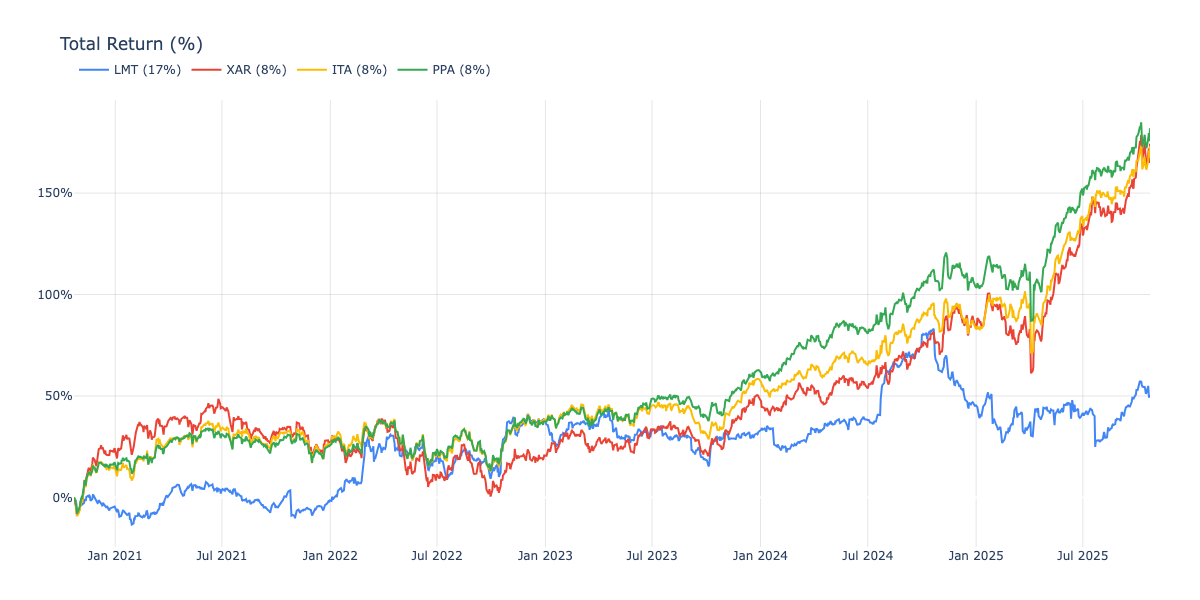 Total Return (%)
LMT (17%) XAR (8%) ITA (8%) PPA (8%)
150%
100%
50%
0%
Jan 2021 Jul 2021 Jan 2022 Jul 2022 Jan 2023 Jul 2023 Jan 2024 Jul 2024 Jan 2025 Jul 2025